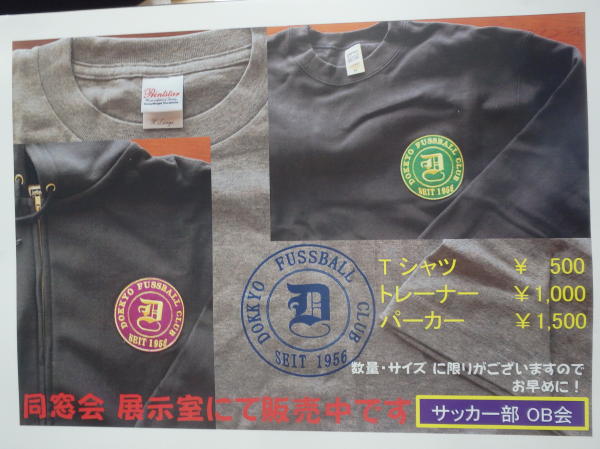 Printstar
X-Large
DOKKYO FUSSBALL CLUB
D
SEIT 1956
DOKKYO FUSSBALL CLUB
D
SEIT 1956
DOKKYO FUSSBALL CLUB
D
SEIT 1956
Tシャツ ¥ 500
トレーナー ¥1,000
パーカー ¥1,500
数量・サイズ に限りがございますので
お早めに!
同窓会 展示室にて販売中です
サッカー部 OB会